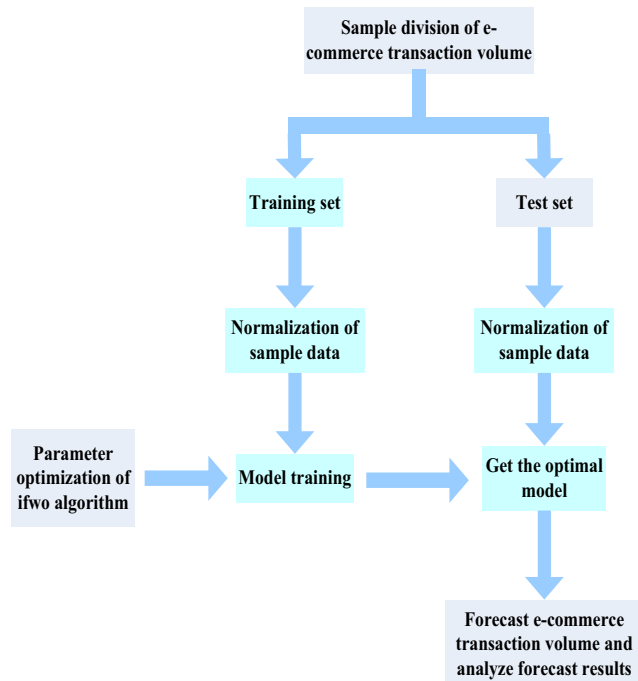 Sample division of e-
commerce transaction volume
Training set
Test set
Normalization of
sample data
Normalization of
sample data
Parameter
optimization of
ifwo algorithm
Model training
Get the optimal
model
Forecast e-commerce
transaction volume and
analyze forecast results